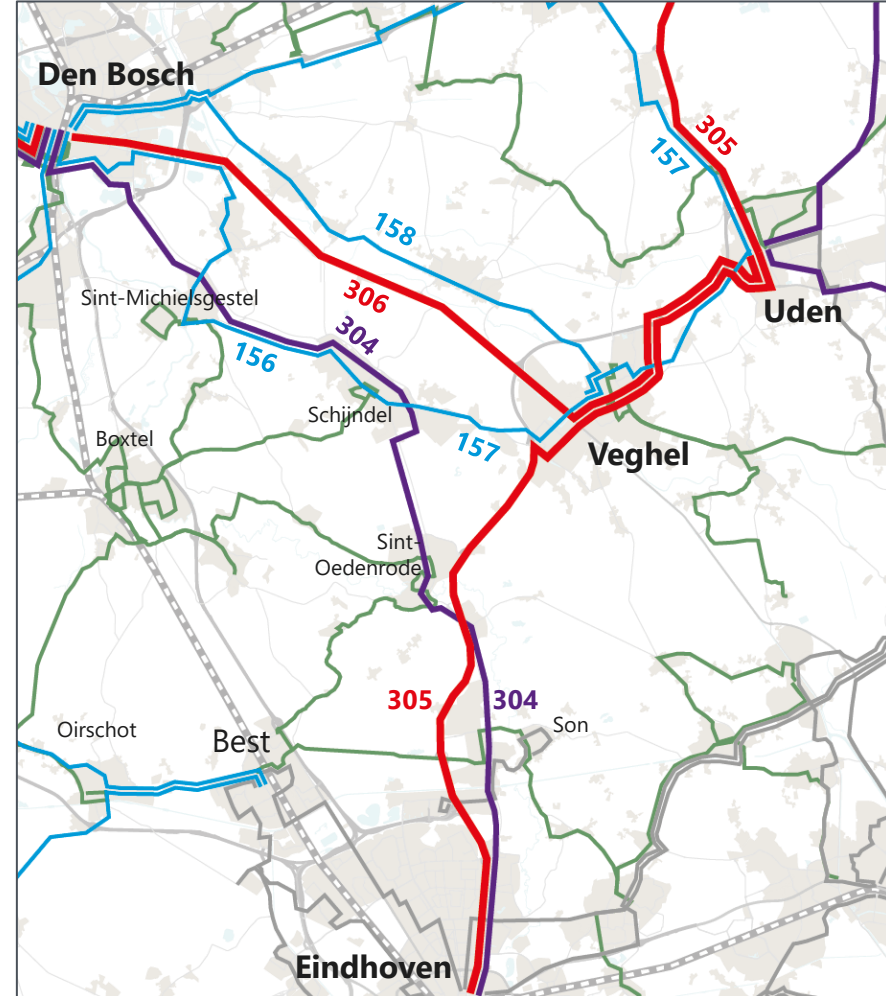 Den Bosch
305
157
158
306
Uden
Sint-Michielsgestel
304
156
Schijndel
Boxtel
157
Veghel
Sint-
Oedenrode
305
304
Oirschot
Best
Son
Eindhoven